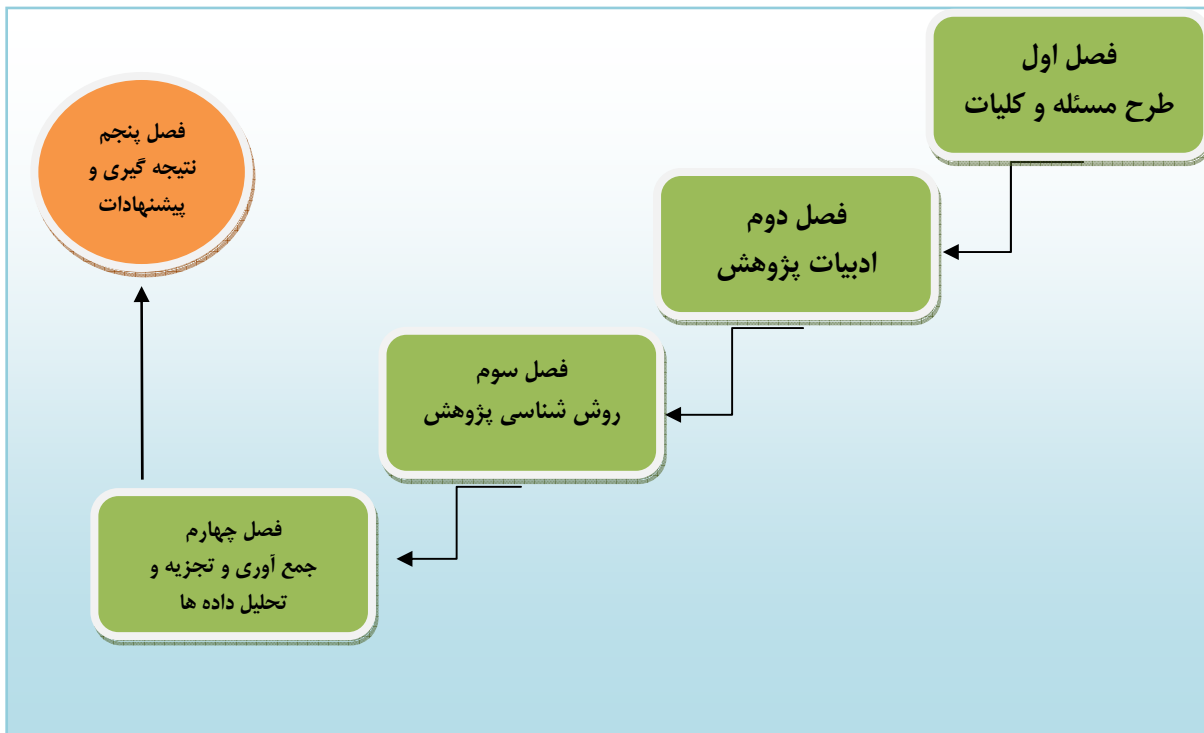 فصل اول
طرح مسئله و کلیات
فصل دوم
ادبیات پژوهش
فصل سوم
روش شناسی پژوهش
فصل چهارم
جمع آوری و تجزیه و
تحلیل داده ها
فصل پنجم
نتیجه گیری و
پیشنهادات